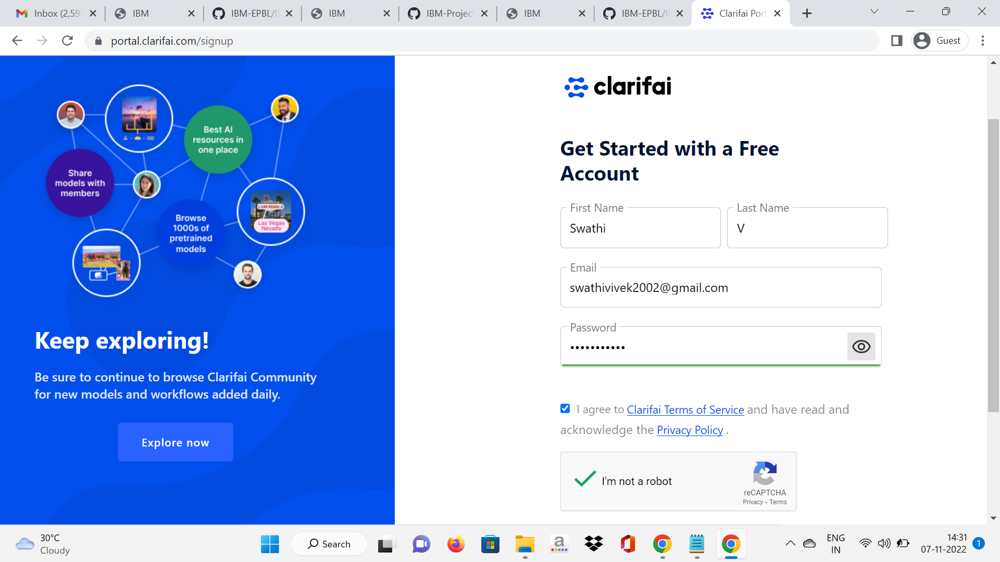 Inbox (2,597
IBM
IBM-EPBL/I
IBM
IBM-Project
IBM
IBM-EPBL/I
Clarifai Port
portal.clarifai.com/signup
Guest
Best AI
resources in
one place
Share
models with
members
Browse
1000s of
pretrained
models
LAS VEGAS
Las Vegas
Nevada
Keep exploring!
Be sure to continue to browse Clarifai Community
for new models and workflows added daily.
Explore now
clarifai
Get Started with a Free
Account
First Name
Swathi
Last Name
V
Email
swathivivek2002@gmail.com
Password
•••••••••••
I agree to Clarifai Terms of Service and have read and
acknowledge the Privacy Policy .
I'm not a robot
reCAPTCHA
Privacy - Terms
30°C
Cloudy
Search
a
ENG
IN
14:31
07-11-2022
1